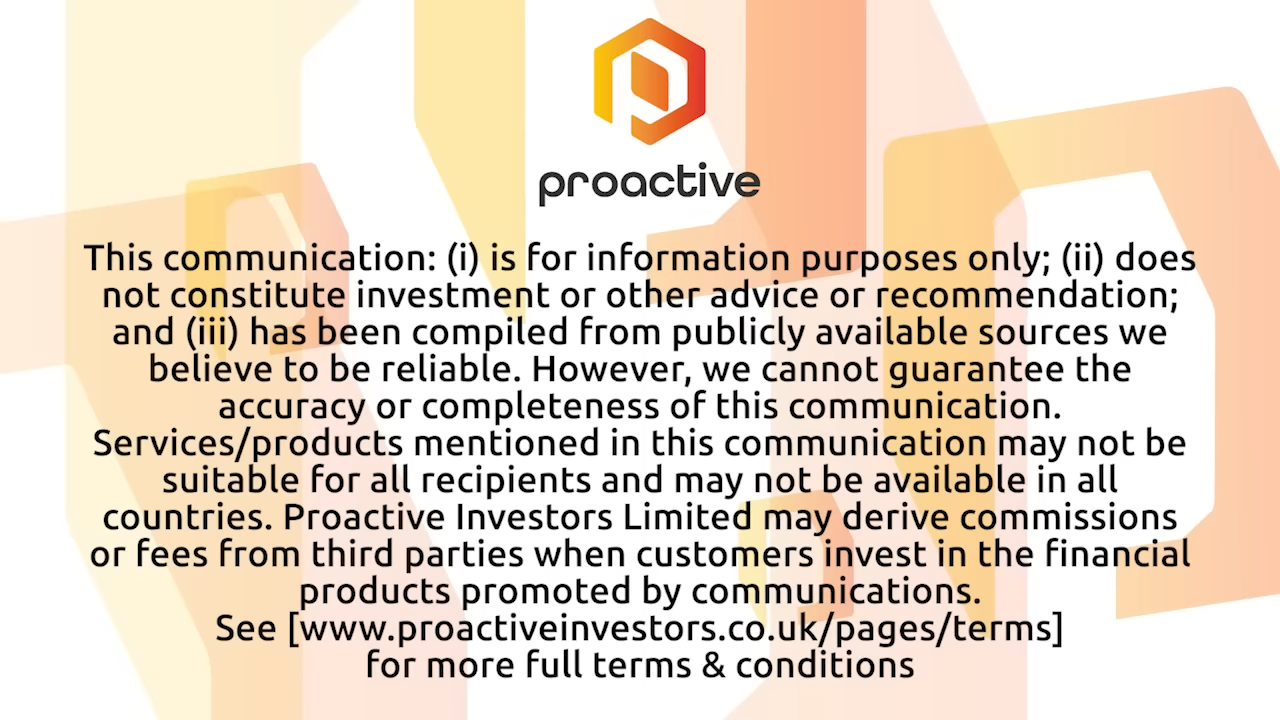 proactive
This communication: (i) is for information purposes only; (ii) does
not constitute investment or other advice or recommendation;
and (iii) has been compiled from publicly available sources we
believe to be reliable. However, we cannot guarantee the
accuracy or completeness of this communication.
Services/products mentioned in this communication may not be
suitable for all recipients and may not be available in all
countries. Proactive Investors Limited may derive commissions
or fees from third parties when customers invest in the financial
products promoted by communications.
See [www.proactiveinvestors.co.uk/pages/terms]
for more full terms & conditions